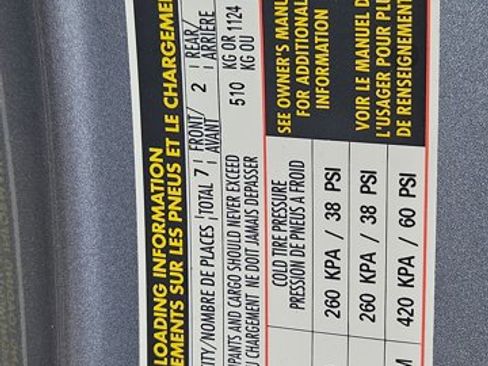 LOADING INFORMATION
EMENTS SUR LES PNEUS ET LE CHARGEMEN
CITY/NOMBRE DE PLACES | TOTAL 7 | FRONT/ AVANT 2 | REAR/ ARRIÈRE
UPANTS AND CARGO SHOULD NEVER EXCEED 510 KG OR 1124
U CHARGEMENT NE DOIT JAMAIS DÉPASSER KG OU
COLD TIRE PRESSURE
PRESSION DE PNEUS A FROID
260 KPA / 38 PSI
260 KPA / 38 PSI
M 420 KPA / 60 PSI
SEE OWNER'S MANU
FOR ADDITIONAL
INFORMATION
VOIR LE MANUEL D
L'USAGER POUR PLU
DE RENSEIGNEMENT